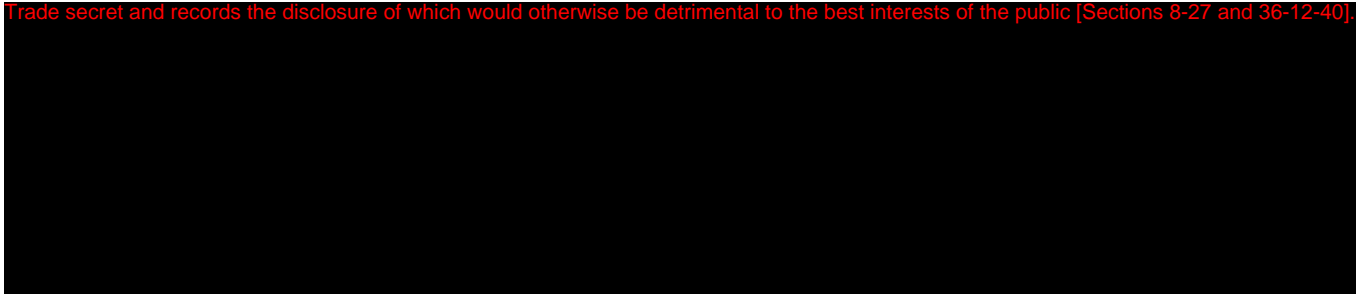 Trade secret and records the disclosure of which would otherwise be detrimental to the best interests of the public [Sections 8-27 and 36-12-40].